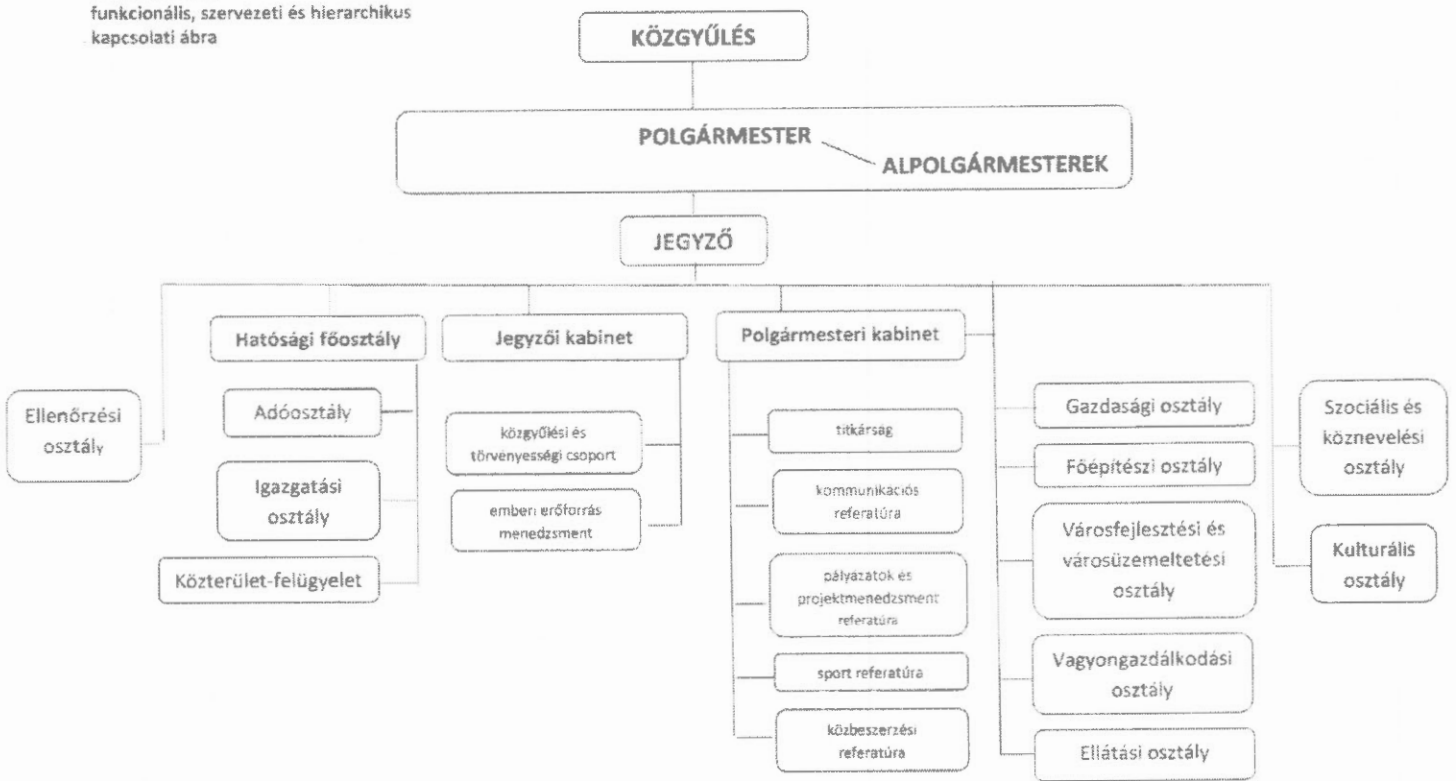 funkcionális, szervezeti és hierarchikus
kapcsolati ábra
KÖZGYŰLÉS
POLGÁRMESTER
ALPOLGÁRMESTEREK
JEGYZŐ
Hatósági főosztály
Jegyzői kabinet
Polgármesteri kabinet
Ellenőrzési
osztály
Adóosztály
Igazgatási
osztály
Közterület-felügyelet
közgyűlési és
törvényességi csoport
emberi erőforrás
menedzsment
titkárság
kommunikációs
referatúra
pályázatok és
projektmenedzsment
referatúra
sport referatúra
közbeszerzési
referatúra
Gazdasági osztály
Főépítészi osztály
Városfejlesztési és
városüzemeltetési
osztály
Vagyongazdálkodási
osztály
Ellátási osztály
Szociális és
köznevelési
osztály
Kulturális
osztály